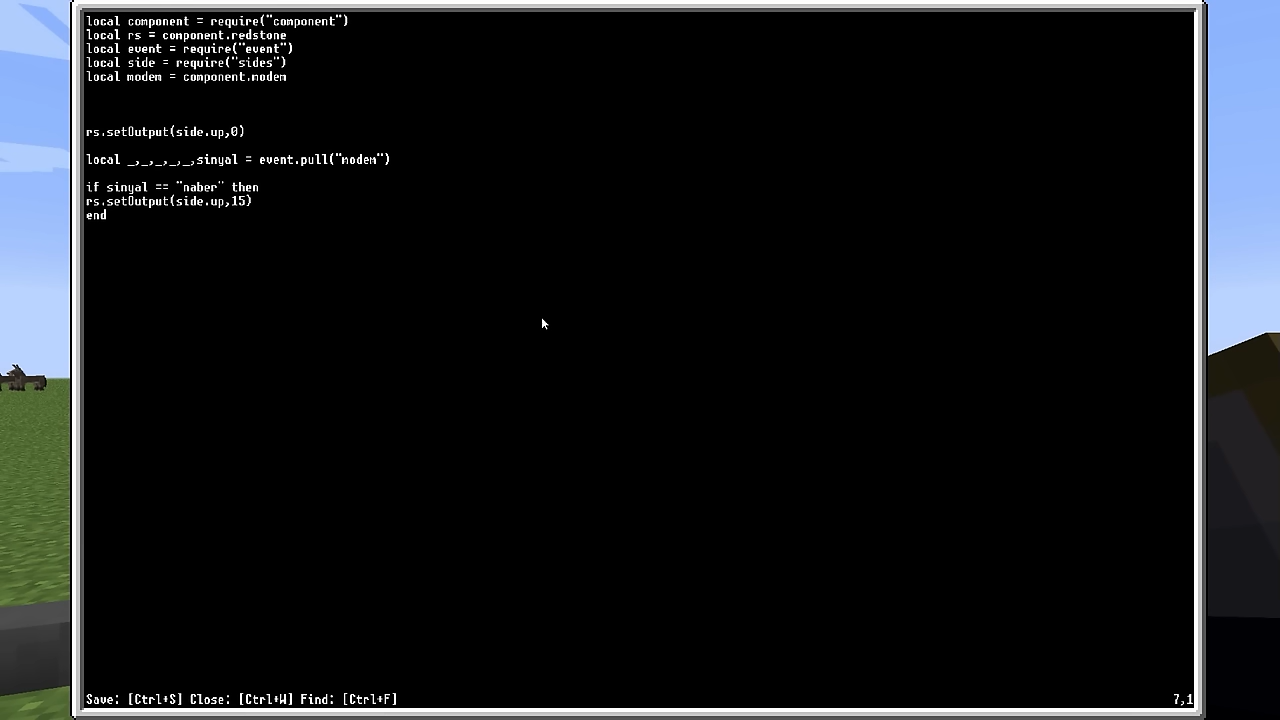 local component = require("component")
local rs = component.redstone
local event = require("event")
local side = require("sides")
local modem = component.modem
rs.setOutput(side.up,0)
local _,_,_,_,_,sinyal = event.pull("modem")
if sinyal == "naber" then
rs.setOutput(side.up,15)
end
Save: [Ctrl+S] Close: [Ctrl+W] Find: [Ctrl+F] 7,1